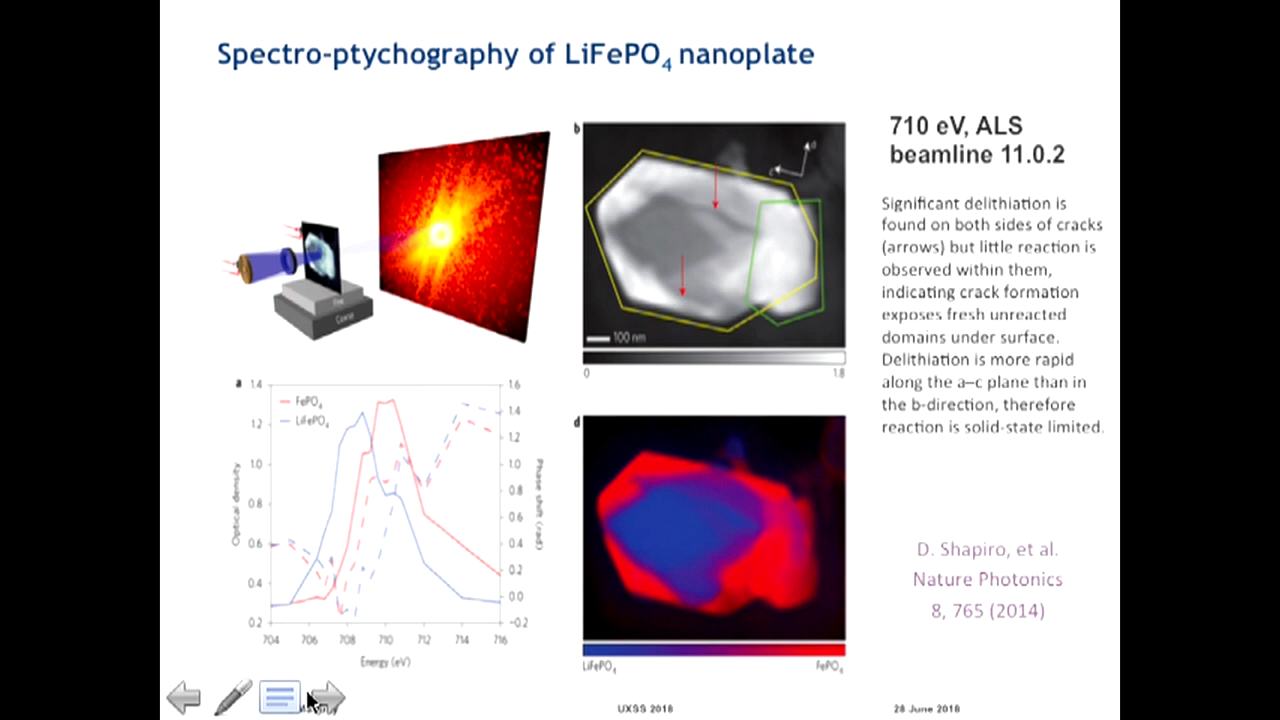 Spectro-ptychography of LiFePO4 nanoplate
710 eV, ALS
beamline 11.0.2
Significant delithiation is
found on both sides of cracks
(arrows) but little reaction is
observed within them,
indicating crack formation
exposes fresh unreacted
domains under surface.
Delithiation is more rapid
along the a–c plane than in
the b-direction, therefore
reaction is solid-state limited.
D. Shapiro, et al.
Nature Photonics
8, 765 (2014)
Fine
Coarse
b
a
c
100 nm
0 1.8
a
1.4 1.6
FePO4
LiFePO4
1.4
1.2 1.2
1.0 1.0
0.8 0.8
0.6
0.6 0.4
0.2
0.4 0.0
0.2 −0.2
Optical density
Phase shift (rad)
704 706 708 710 712 714 716
Energy (eV)
d
LiFePO4 FePO4
UXSS 2018
28 June 2018